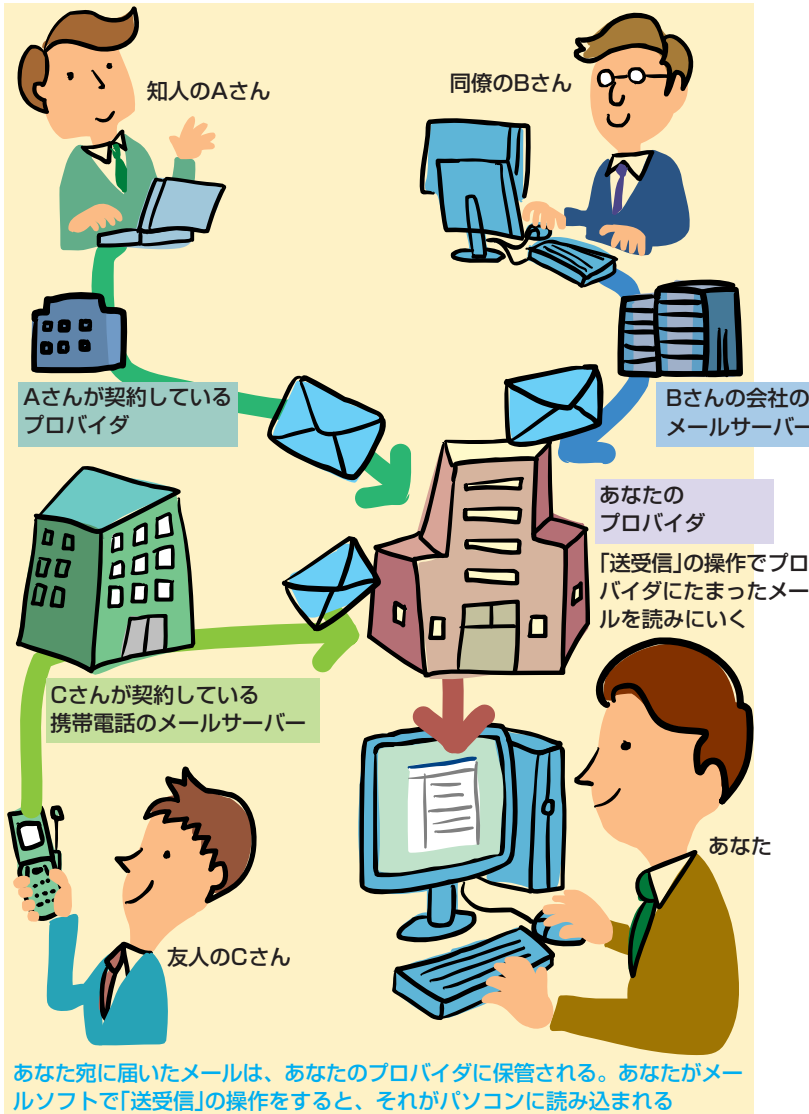 知人のAさん
同僚のBさん
Aさんが契約している
プロバイダ
Bさんの会社の
メールサーバー
あなたの
プロバイダ
「送受信」の操作でプロ
バイダにたまったメー
ルを読みにいく
Cさんが契約している
携帯電話のメールサーバー
あなた
友人のCさん
あなた宛に届いたメールは、あなたのプロバイダに保管される。あなたがメー
ルソフトで「送受信」の操作をすると、それがパソコンに読み込まれる